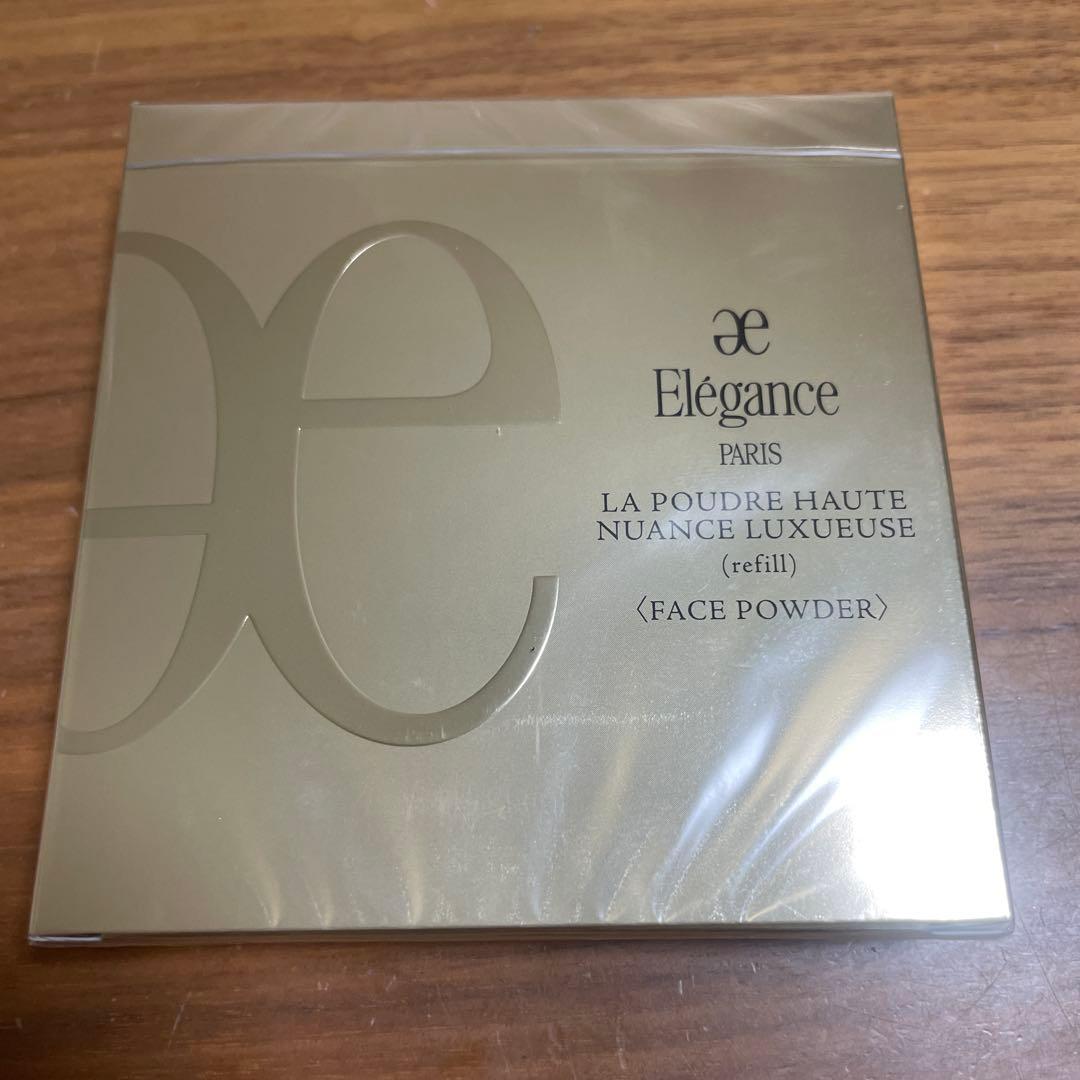 Elégance
PARIS
LA POUDRE HAUTE
NUANCE LUXUEUSE
(refill)
〈FACE POWDER〉